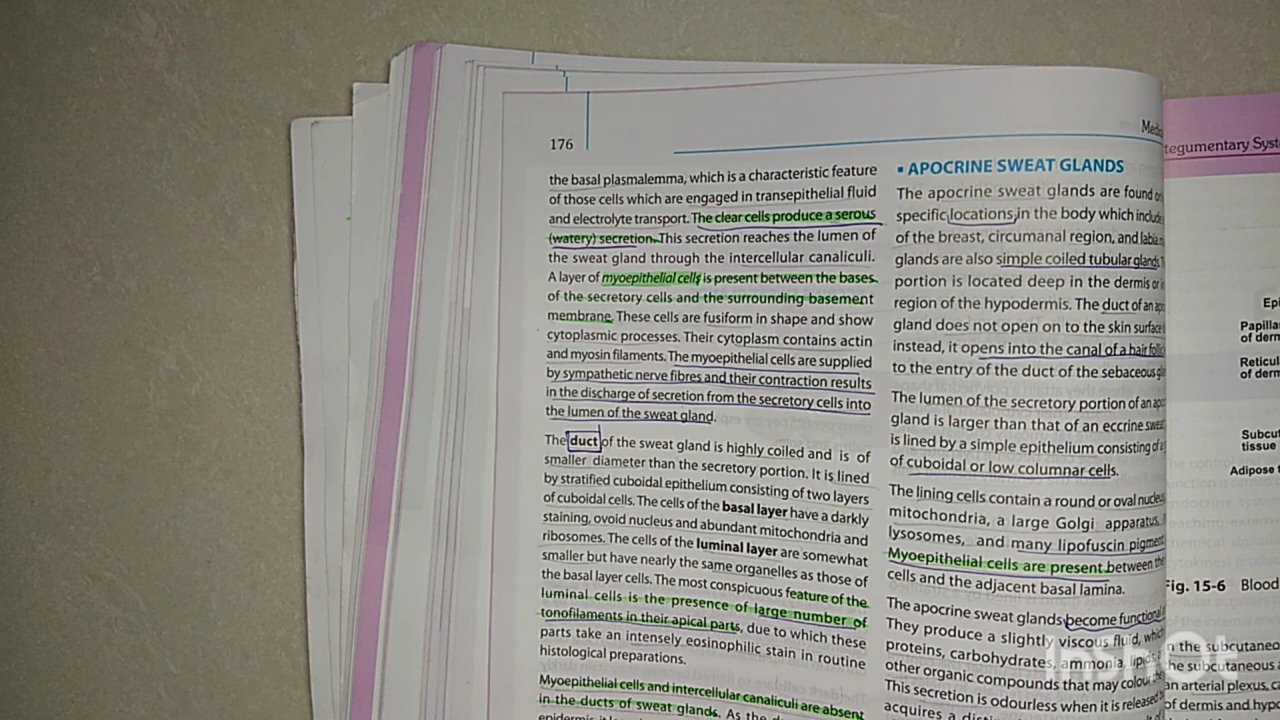 176
the basal plasmalemma, which is a characteristic feature
of those cells which are engaged in transepithelial fluid
and electrolyte transport. The clear cells produce a serous
(watery) secretion. This secretion reaches the lumen of
the sweat gland through the intercellular canaliculi.
A layer of myoepithelial cells is present between the bases
of the secretory cells and the surrounding basement
membrane. These cells are fusiform in shape and show
cytoplasmic processes. Their cytoplasm contains actin
and myosin filaments. The myoepithelial cells are supplied
by sympathetic nerve fibres and their contraction results
in the discharge of secretion from the secretory cells into
the lumen of the sweat gland.
The duct of the sweat gland is highly coiled and is of
smaller diameter than the secretory portion. It is lined
by stratified cuboidal epithelium consisting of two layers
of cuboidal cells. The cells of the basal layer have a darkly
staining, ovoid nucleus and abundant mitochondria and
ribosomes. The cells of the luminal layer are somewhat
smaller but have nearly the same organelles as those of
the basal layer cells. The most conspicuous feature of the
luminal cells is the presence of large number of
tonofilaments in their apical parts, due to which these
parts take an intensely eosinophilic stain in routine
histological preparations.
Myoepithelial cells and intercellular canaliculi are absent
in the ducts of sweat glands. As the
▪ APOCRINE SWEAT GLANDS
The apocrine sweat glands are found
specific locations in the body which include
of the breast, circumanal region, and labia
glands are also simple coiled tubular glands.
portion is located deep in the dermis or
region of the hypodermis. The duct of an
gland does not open on to the skin surface
instead, it opens into the canal of a hair
to the entry of the duct of the sebaceous
The lumen of the secretory portion of an
gland is larger than that of an eccrine sweat
is lined by a simple epithelium consisting of
of cuboidal or low columnar cells.
The lining cells contain a round or oval
mitochondria, a large Golgi apparatus,
lysosomes, and many lipofuscin pigment
Myoepithelial cells are present between the
cells and the adjacent basal lamina.
The apocrine sweat glands become functional
They produce a slightly viscous fluid, which
proteins, carbohydrates, ammonia,
other organic compounds that may colour
This secretion is odourless when it is released
acquires a
Epi
Papilla
of derm
Reticul
of derm
Subcut
tissue
Adipose
Fig. 15-6 Blood
in the subcutaneo
the subcutaneous
an arterial plexus,
of dermis and
InShOt